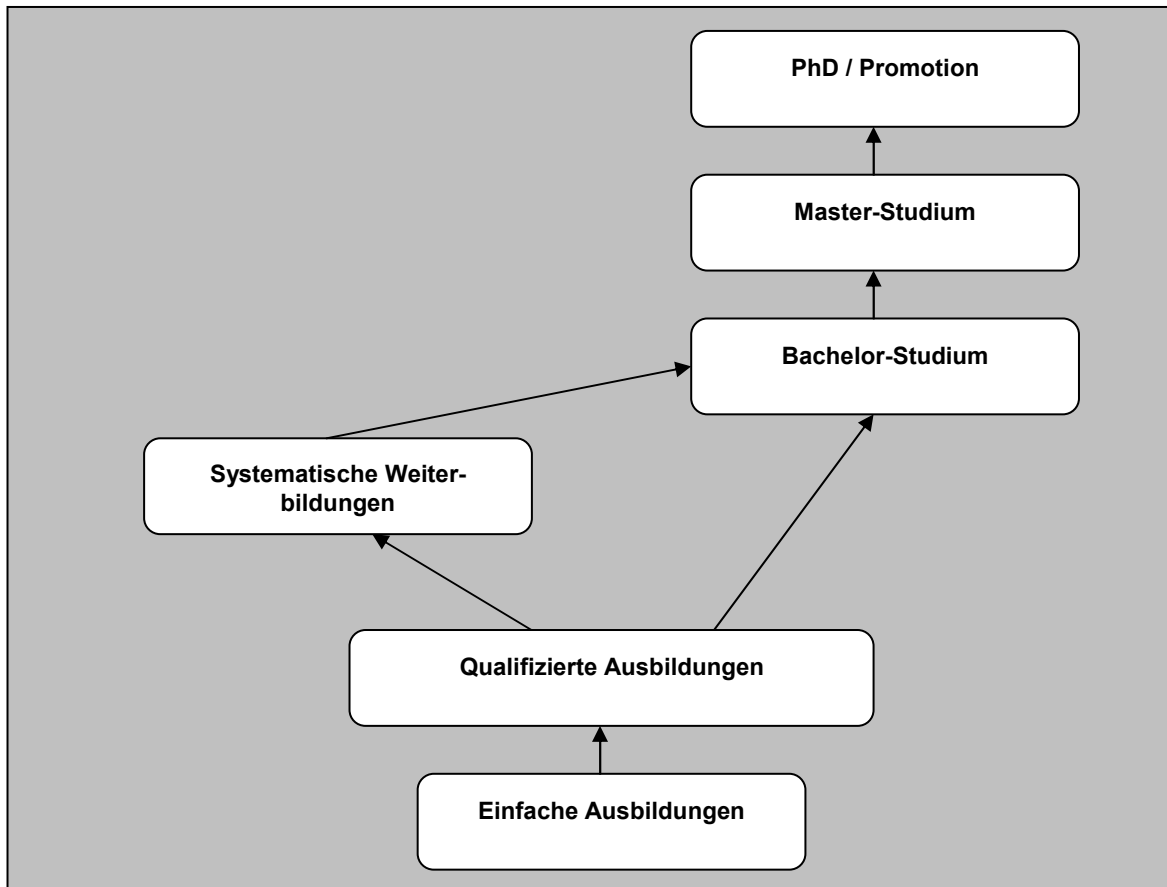 PhD / Promotion
Master-Studium
Bachelor-Studium
Systematische Weiter-
bildungen
Qualifizierte Ausbildungen
Einfache Ausbildungen